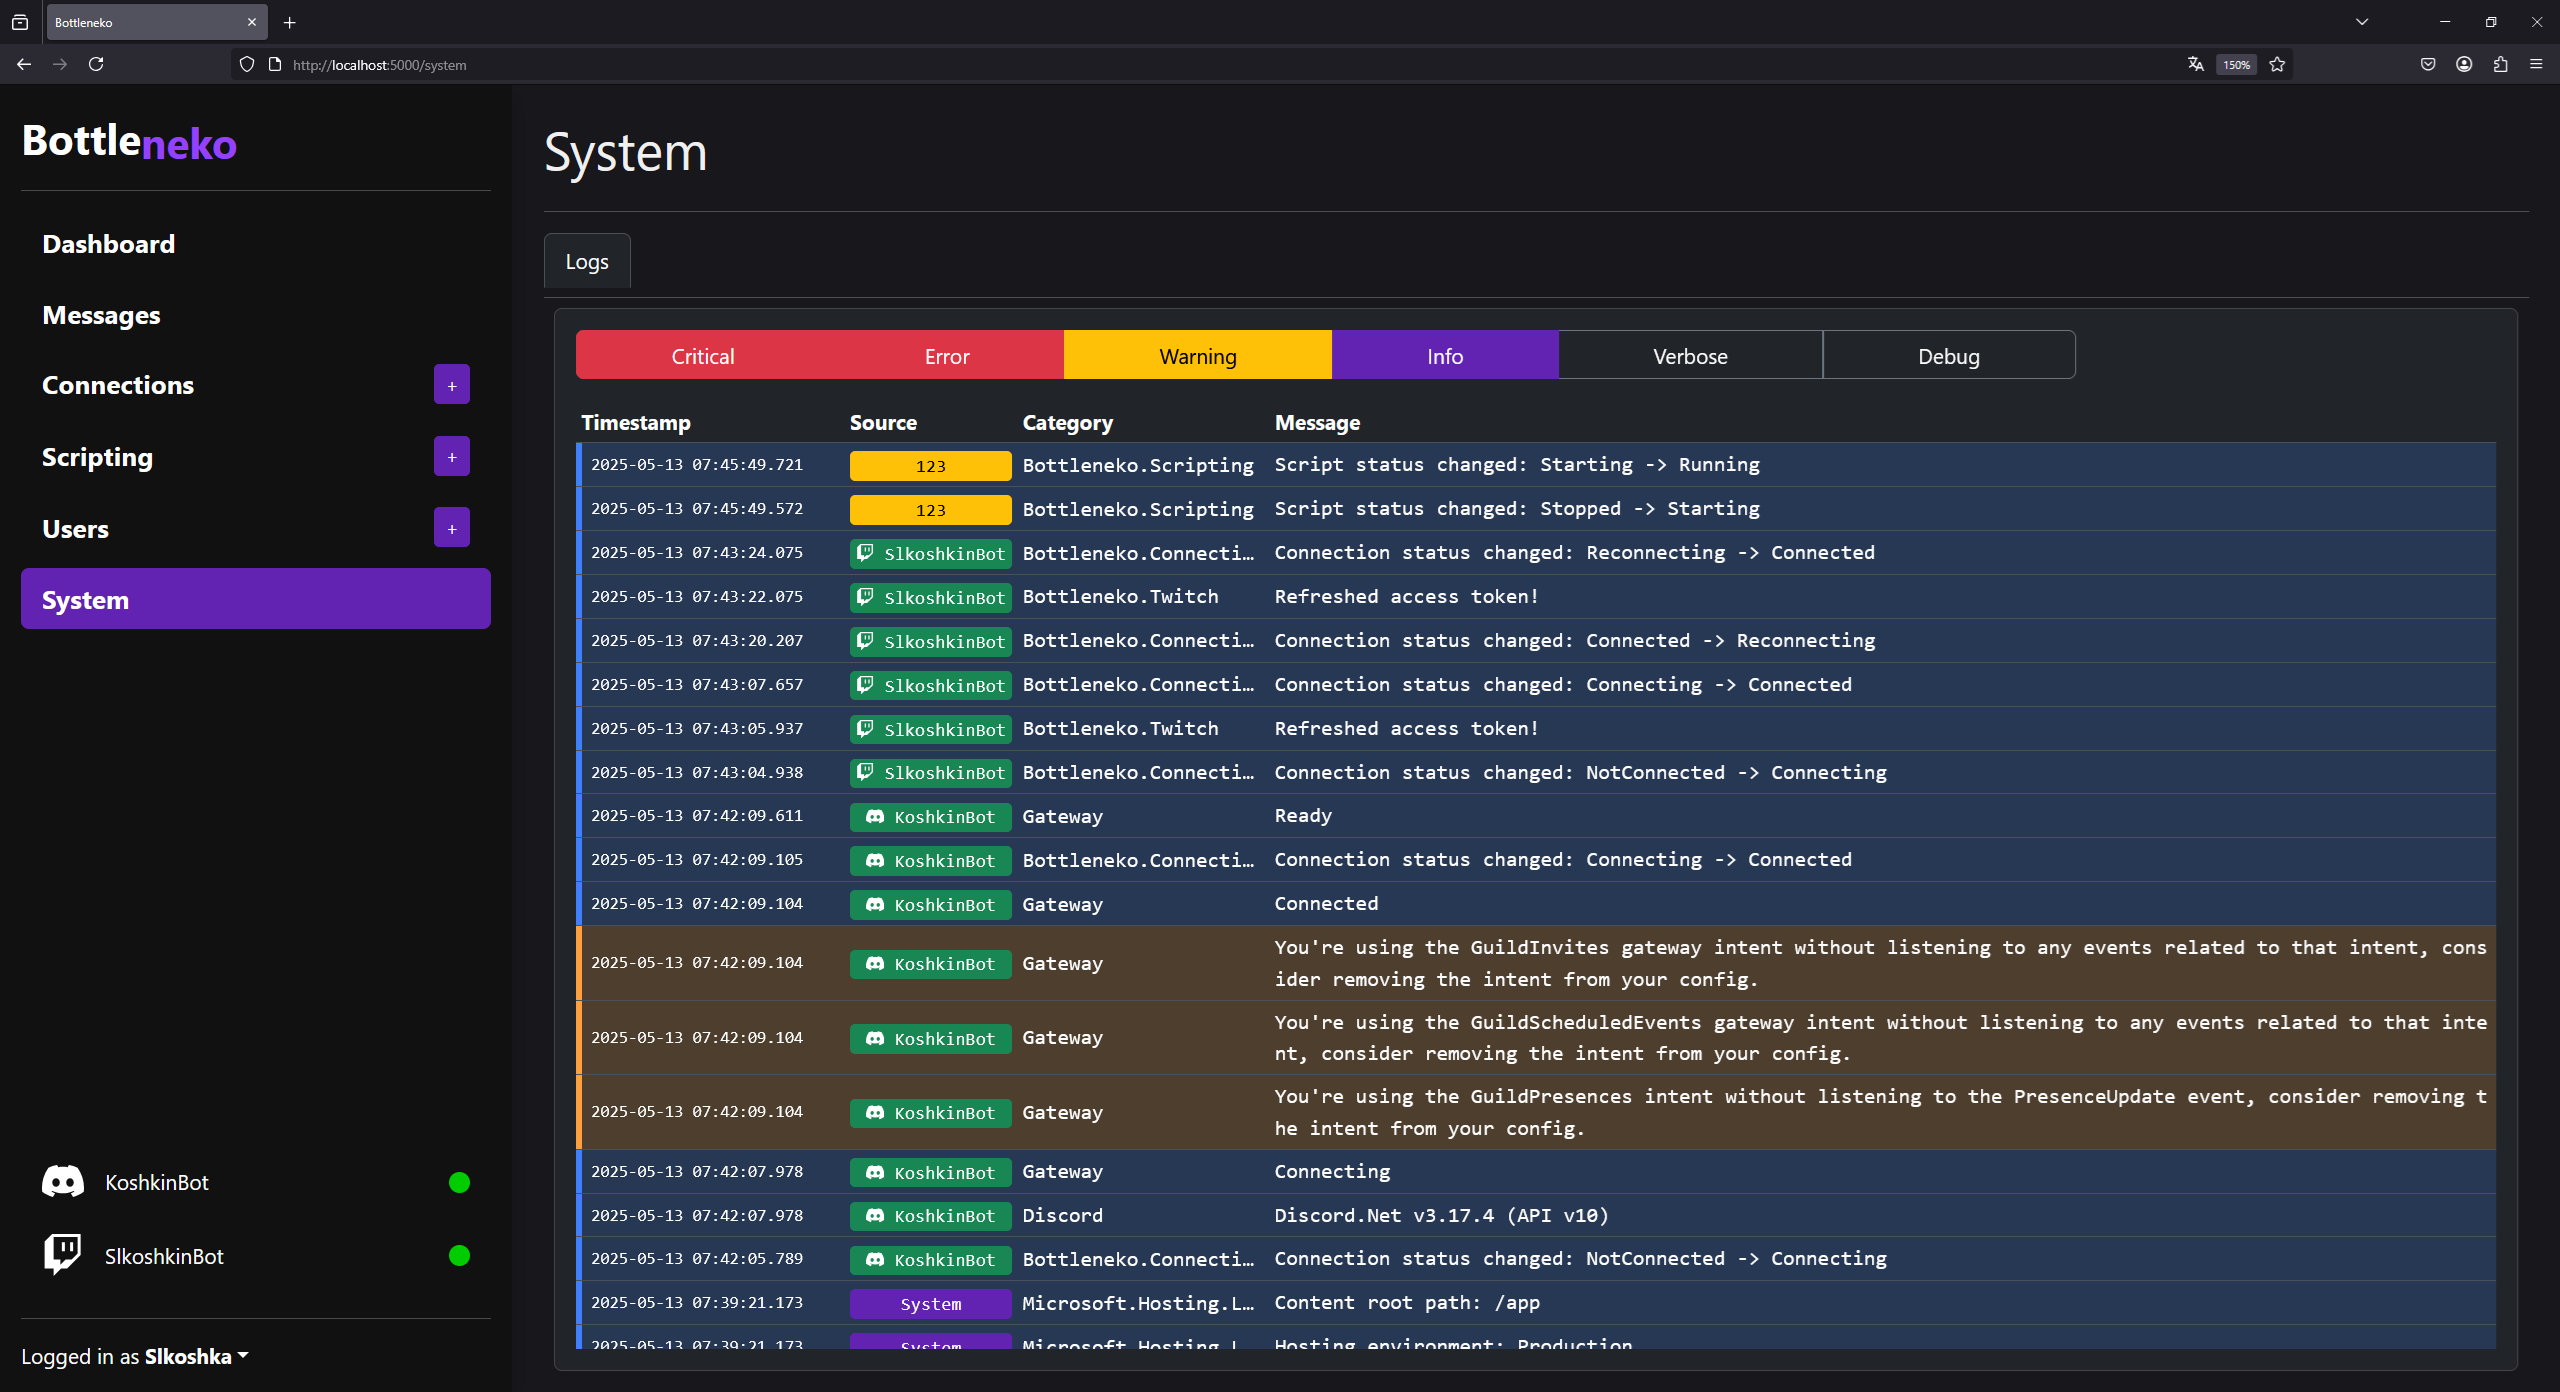 Bottleneko
http://localhost:5000/system
150%
Bottleneko
Dashboard
Messages
Connections +
Scripting +
Users +
System
KoshkinBot
SlkoshkinBot
Logged in as Slkoshka
System
Logs
Critical Error Warning Info Verbose Debug
Timestamp Source Category Message
2025-05-13 07:45:49.721 123 Bottleneko.Scripting Script status changed: Starting -> Running
2025-05-13 07:45:49.572 123 Bottleneko.Scripting Script status changed: Stopped -> Starting
2025-05-13 07:43:24.075 SlkoshkinBot Bottleneko.Connecti… Connection status changed: Reconnecting -> Connected
2025-05-13 07:43:22.075 SlkoshkinBot Bottleneko.Twitch Refreshed access token!
2025-05-13 07:43:20.207 SlkoshkinBot Bottleneko.Connecti… Connection status changed: Connected -> Reconnecting
2025-05-13 07:43:07.657 SlkoshkinBot Bottleneko.Connecti… Connection status changed: Connecting -> Connected
2025-05-13 07:43:05.937 SlkoshkinBot Bottleneko.Twitch Refreshed access token!
2025-05-13 07:43:04.938 SlkoshkinBot Bottleneko.Connecti… Connection status changed: NotConnected -> Connecting
2025-05-13 07:42:09.611 KoshkinBot Gateway Ready
2025-05-13 07:42:09.105 KoshkinBot Bottleneko.Connecti… Connection status changed: Connecting -> Connected
2025-05-13 07:42:09.104 KoshkinBot Gateway Connected
2025-05-13 07:42:09.104 KoshkinBot Gateway You're using the GuildInvites gateway intent without listening to any events related to that intent, cons
ider removing the intent from your config.
2025-05-13 07:42:09.104 KoshkinBot Gateway You're using the GuildScheduledEvents gateway intent without listening to any events related to that inte
nt, consider removing the intent from your config.
2025-05-13 07:42:09.104 KoshkinBot Gateway You're using the GuildPresences intent without listening to the PresenceUpdate event, consider removing t
he intent from your config.
2025-05-13 07:42:07.978 KoshkinBot Gateway Connecting
2025-05-13 07:42:07.978 KoshkinBot Discord Discord.Net v3.17.4 (API v10)
2025-05-13 07:42:05.789 KoshkinBot Bottleneko.Connecti… Connection status changed: NotConnected -> Connecting
2025-05-13 07:39:21.173 System Microsoft.Hosting.L… Content root path: /app
2025-05-13 07:39:21.173 System Microsoft.Hosting.L… Hosting environment: Production